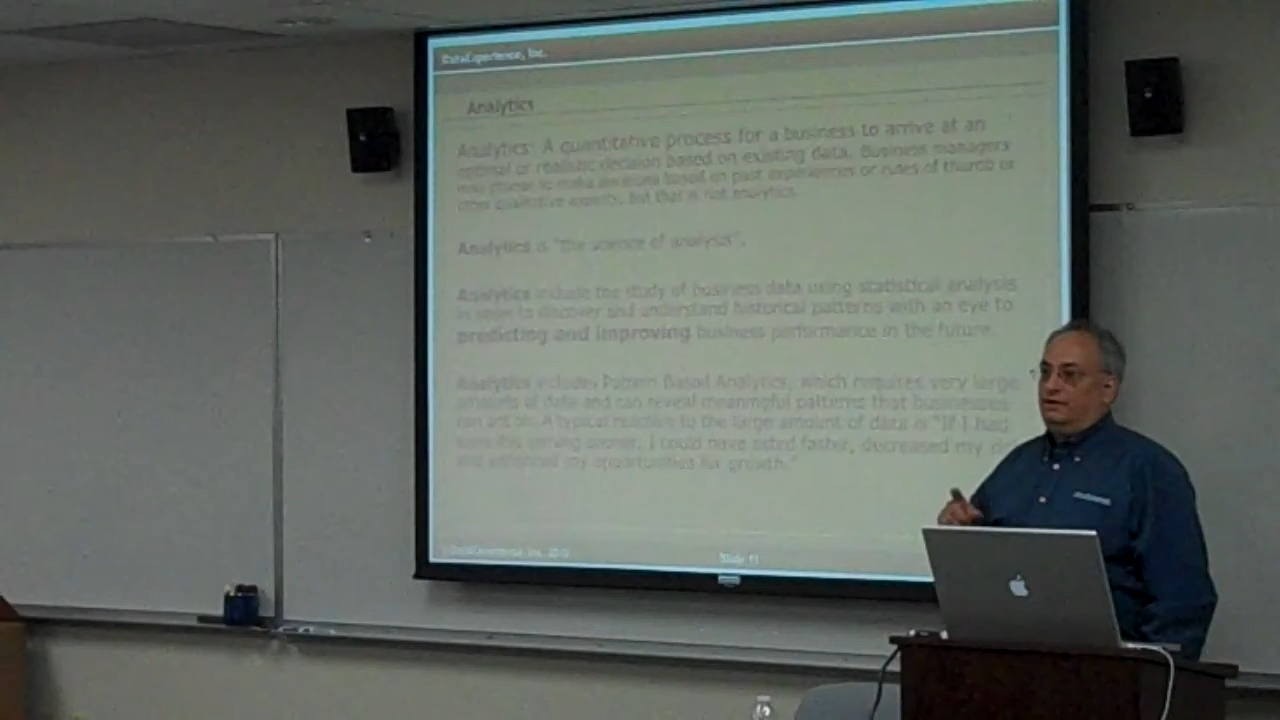 DataExperience, Inc.
Analytics
Analytics: A quantitative process for a business to arrive at an
optimal or realistic decision based on existing data. Business managers
may choose to make decisions based on past experiences or rules of thumb or
other qualitative aspects, but that is not analytics.
Analytics is "the science of analysis".
Analytics include the study of business data using statistical analysis
in order to discover and understand historical patterns with an eye to
predicting and improving business performance in the future.
Analytics includes Pattern Based Analytics, which requires very large
amounts of data and can reveal meaningful patterns that businesses
can act on. A typical reaction to the large amount of data is "If I had
seen this coming sooner, I could have acted faster, decreased my
and enhanced my opportunities for growth."
DataExperience, Inc.
Slide 11